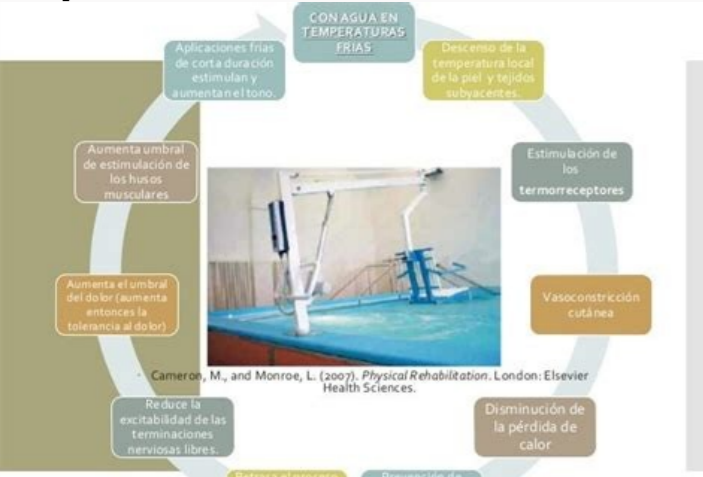 CON AGUA EN
TEMPERATURAS
FRIAS
Descenso de la
temperatura local
de la piel y tejidos
subyacentes.
Estimulación de
los
termorreceptores
Vasoconstricción
cutánea
Disminución de
la pérdida de
calor
Reduce la
excitabilidad de las
terminaciones
nerviosas libres.
Aumenta el umbral
del dolor (aumenta
entonces la
tolerancia al dolor)
Aumenta umbral
de estimulación de
los husos
musculares
Aplicaciones frias
de corta duración
estimulan y
aumentan el tono.
Cameron, M., and Monroe, L. (2007). Physical Rehabilitation. London: Elsevier
Health Sciences.